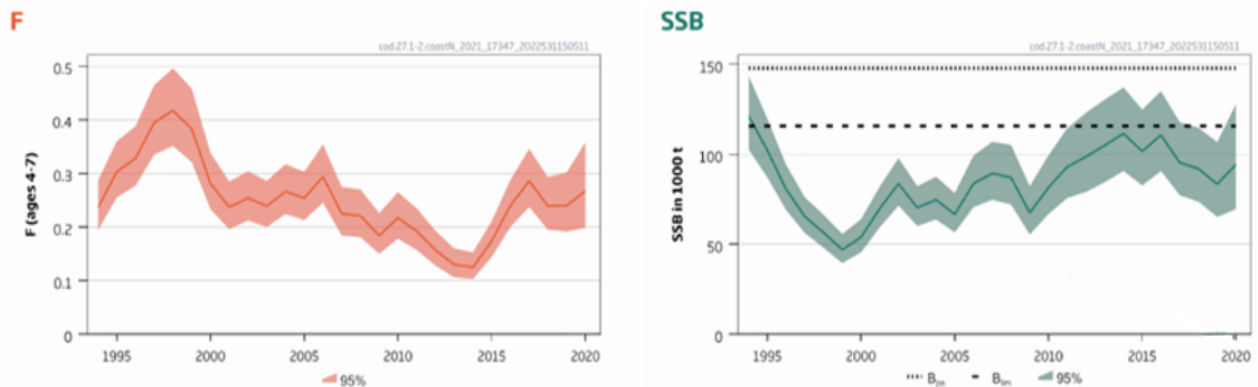 F
cod.27.1-2.coastN_2021_17347_2022531150511
F (ages 4-7)
0.5
0.4
0.3
0.2
0.1
0
1995 2000 2005 2010 2015 2020
95%
SSB
cod.27.1-2.coastN_2021_17347_2022531150511
SSB in 1000 t
150
100
50
0
1995 2000 2005 2010 2015 2020
Bpa Blim 95%